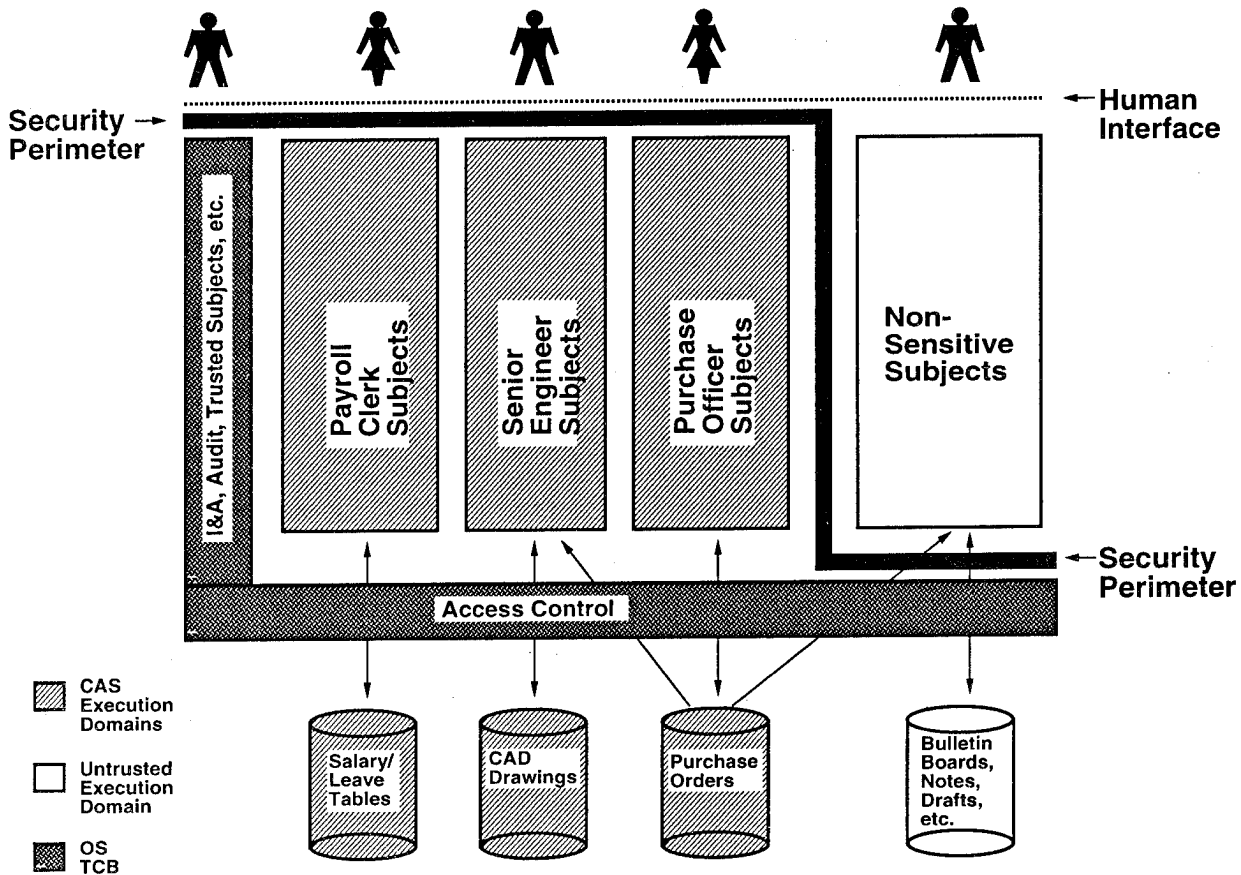 Human
Interface
Security
Perimeter
I&A, Audit, Trusted Subjects, etc.
Payroll
Clerk
Subjects
Senior
Engineer
Subjects
Purchase
Officer
Subjects
Non-
Sensitive
Subjects
Security
Perimeter
Access Control
CAS
Execution
Domains
Untrusted
Execution
Domain
OS
TCB
Salary/
Leave
Tables
CAD
Drawings
Purchase
Orders
Bulletin
Boards,
Notes,
Drafts,
etc.